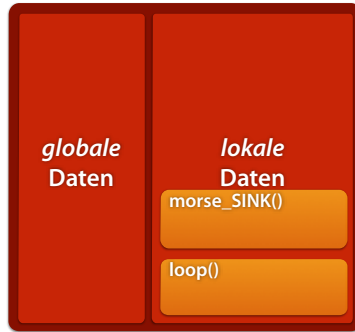 globale
Daten
lokale
Daten
morse_SINK()
loop()